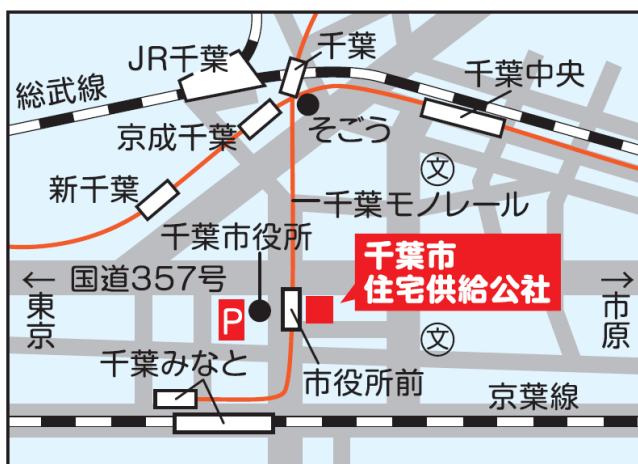 JR千葉
千葉
総武線
千葉中央
京成千葉
そごう
新千葉
文
千葉モノレール
千葉市役所
千葉市
住宅供給公社
← 国道357号
→
東京
市原
P
文
千葉みなと
市役所前
京葉線